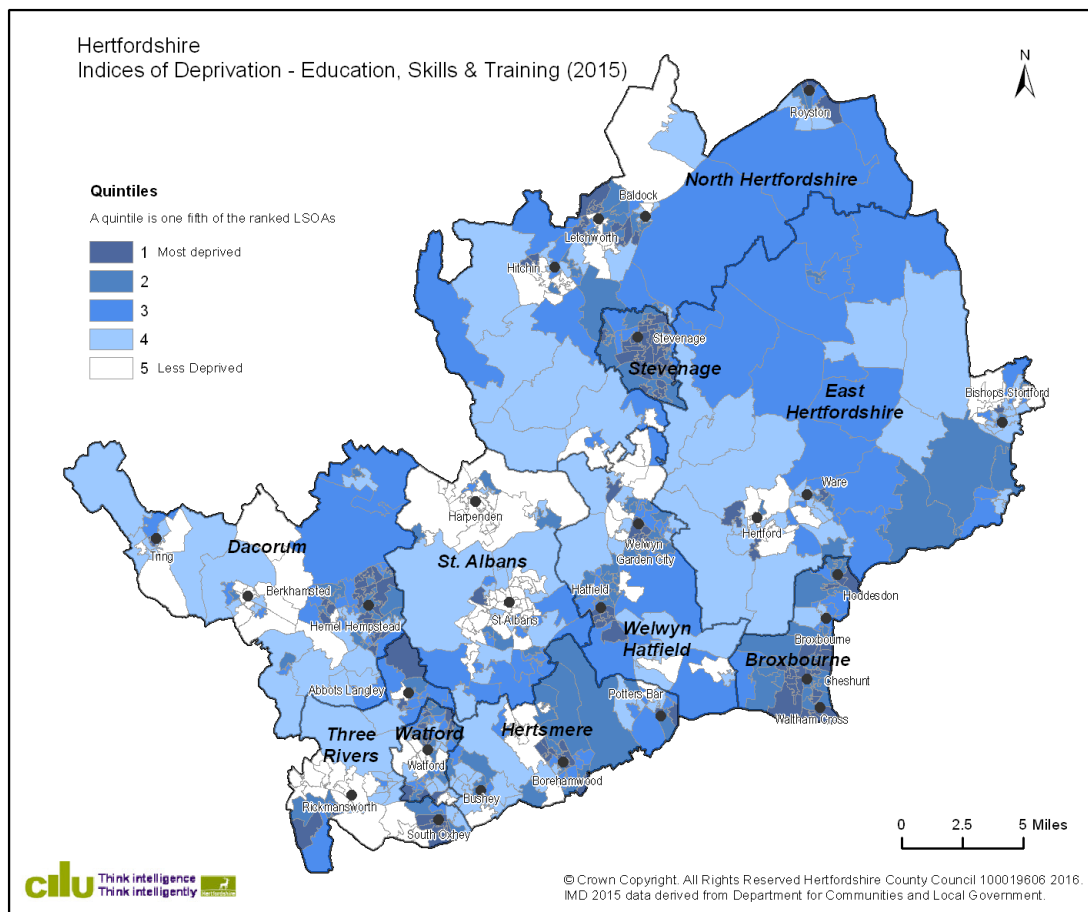 Hertfordshire
Indices of Deprivation - Education, Skills & Training (2015)
N
Royston
North Hertfordshire
Quintiles
A quintile is one fifth of the ranked LSOAs
1 Most deprived
2
3
4
5 Less Deprived
Baldock
Letchworth
Hitchin
Stevenage
Stevenage
East
Hertfordshire
Bishops Stortford
Ware
Harpenden
Hertford
Welwyn
Garden City
Tring
Dacorum
St. Albans
Hatfield
Hoddesdon
Berkhamsted
Hemel Hempstead
St Albans
Welwyn
Hatfield
Broxbourne
Broxbourne
Cheshunt
Abbots Langley
Potters Bar
Waltham Cross
Three
Rivers
Watford
Hertsmere
Watford
Borehamwood
Rickmansworth
Bushey
South Oxhey
0 2.5 5 Miles
cilu Think intelligence
Think intelligently
Hertfordshire
© Crown Copyright. All Rights Reserved Hertfordshire County Council 100019606 2016.
IMD 2015 data derived from Department for Communities and Local Government.